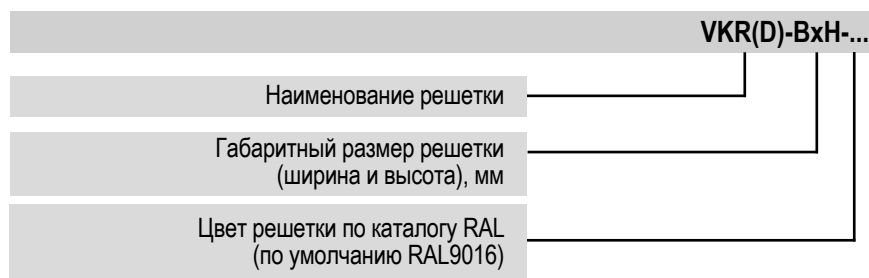 VKR(D)-BxH-...
Наименование решетки
Габаритный размер решетки
(ширина и высота), мм
Цвет решетки по каталогу RAL
(по умолчанию RAL9016)